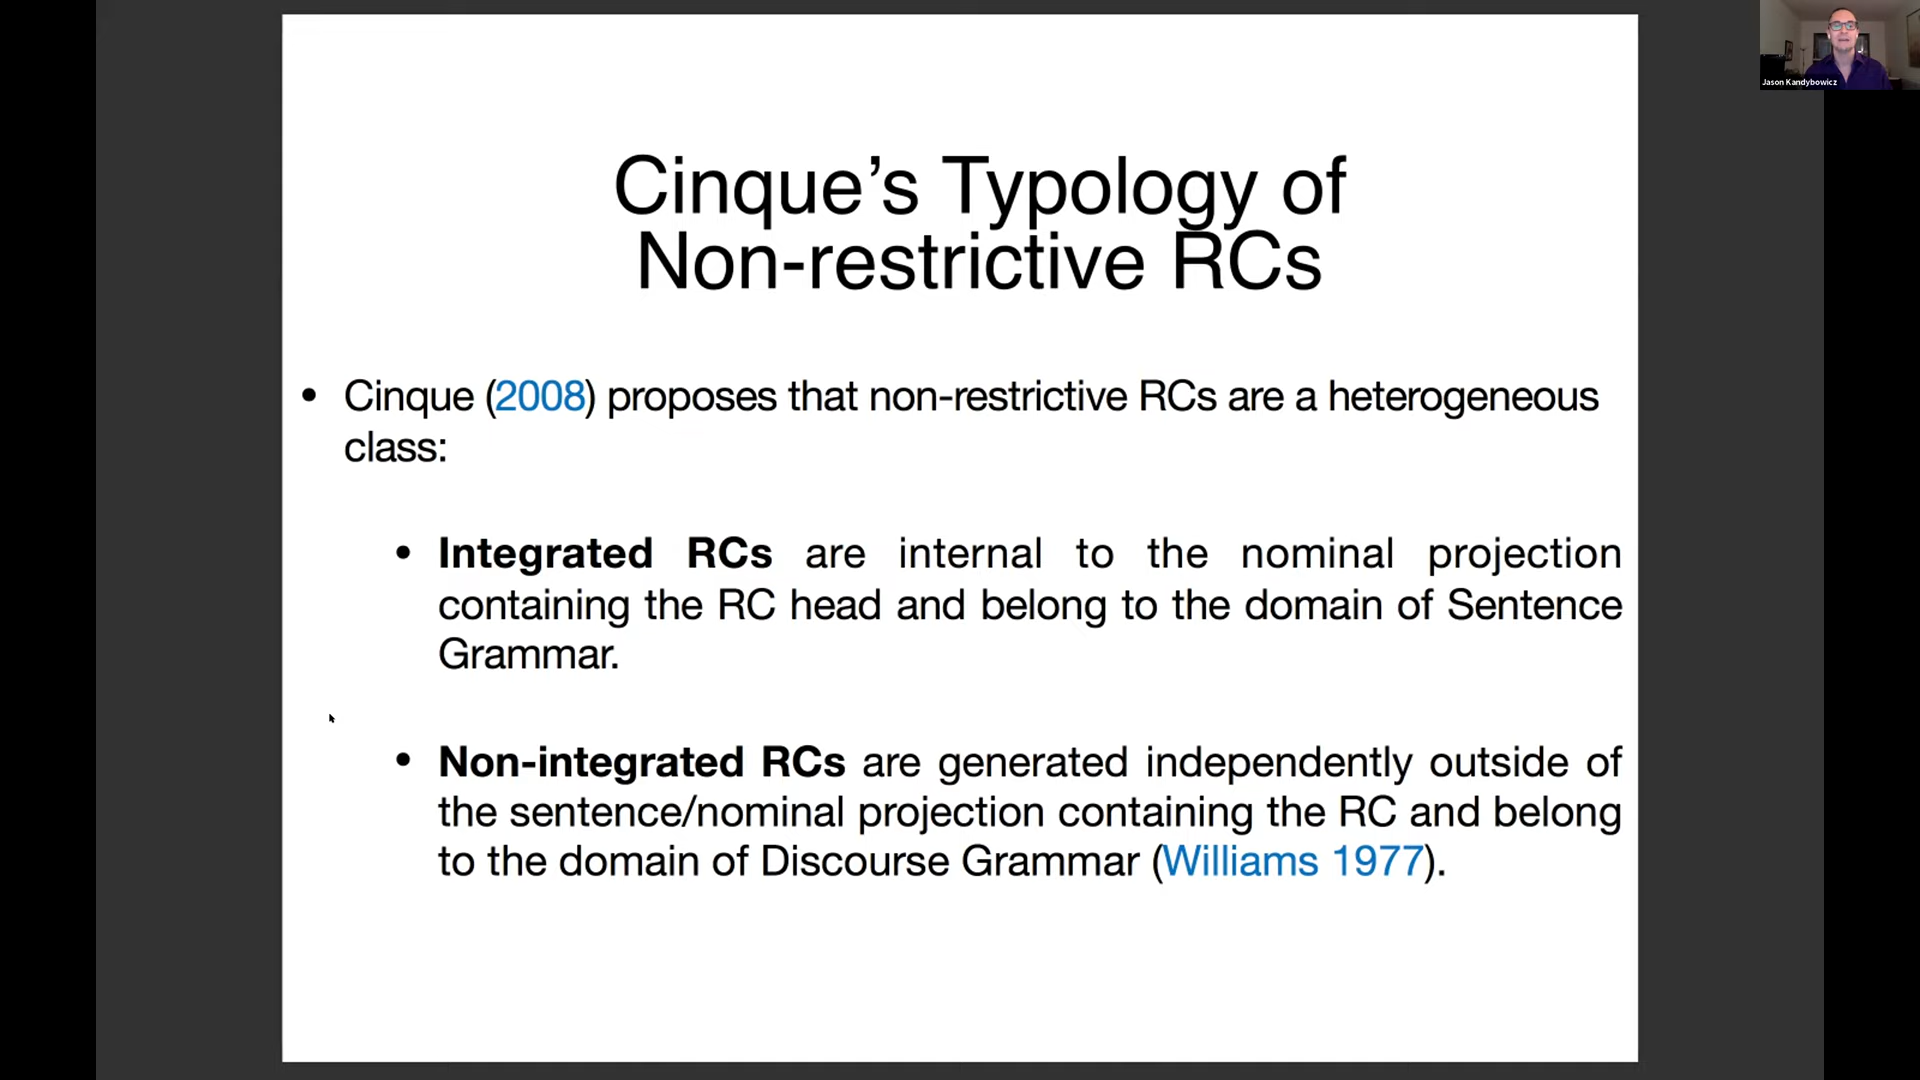 Jason Kandybowicz
Cinque’s Typology of
Non-restrictive RCs
• Cinque (2008) proposes that non-restrictive RCs are a heterogeneous
class:
• Integrated RCs are internal to the nominal projection
containing the RC head and belong to the domain of Sentence
Grammar.
• Non-integrated RCs are generated independently outside of
the sentence/nominal projection containing the RC and belong
to the domain of Discourse Grammar (Williams 1977).